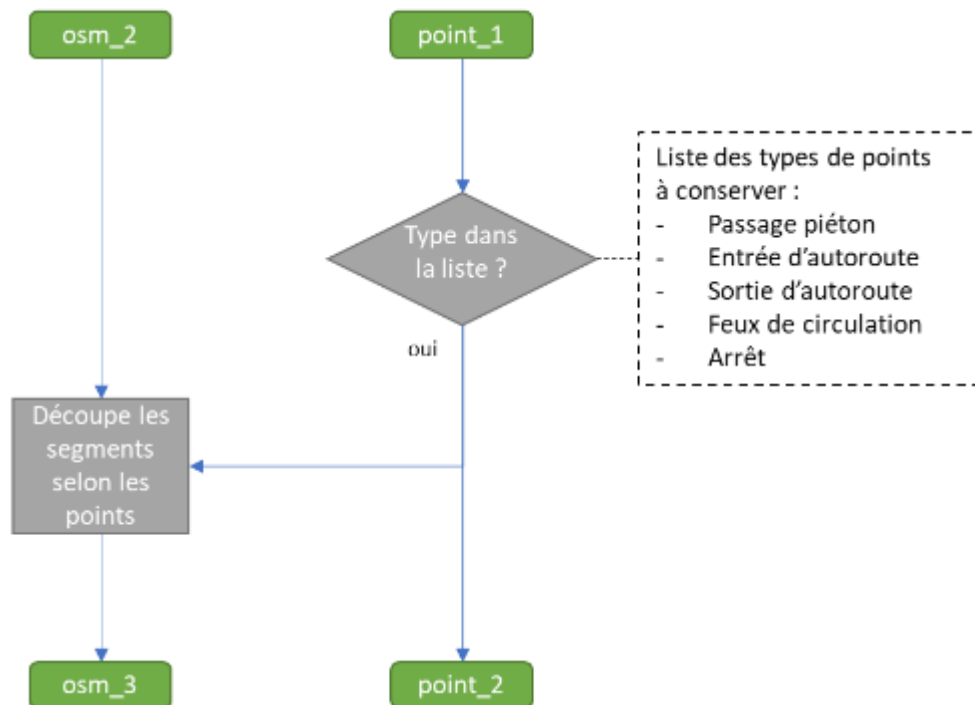 osm_2
point_1
Type dans
la liste ?
Liste des types de points
à conserver :
- Passage piéton
- Entrée d'autoroute
- Sortie d'autoroute
- Feux de circulation
- Arrêt
oui
Découpe les
segments
selon les
points
osm_3
point_2